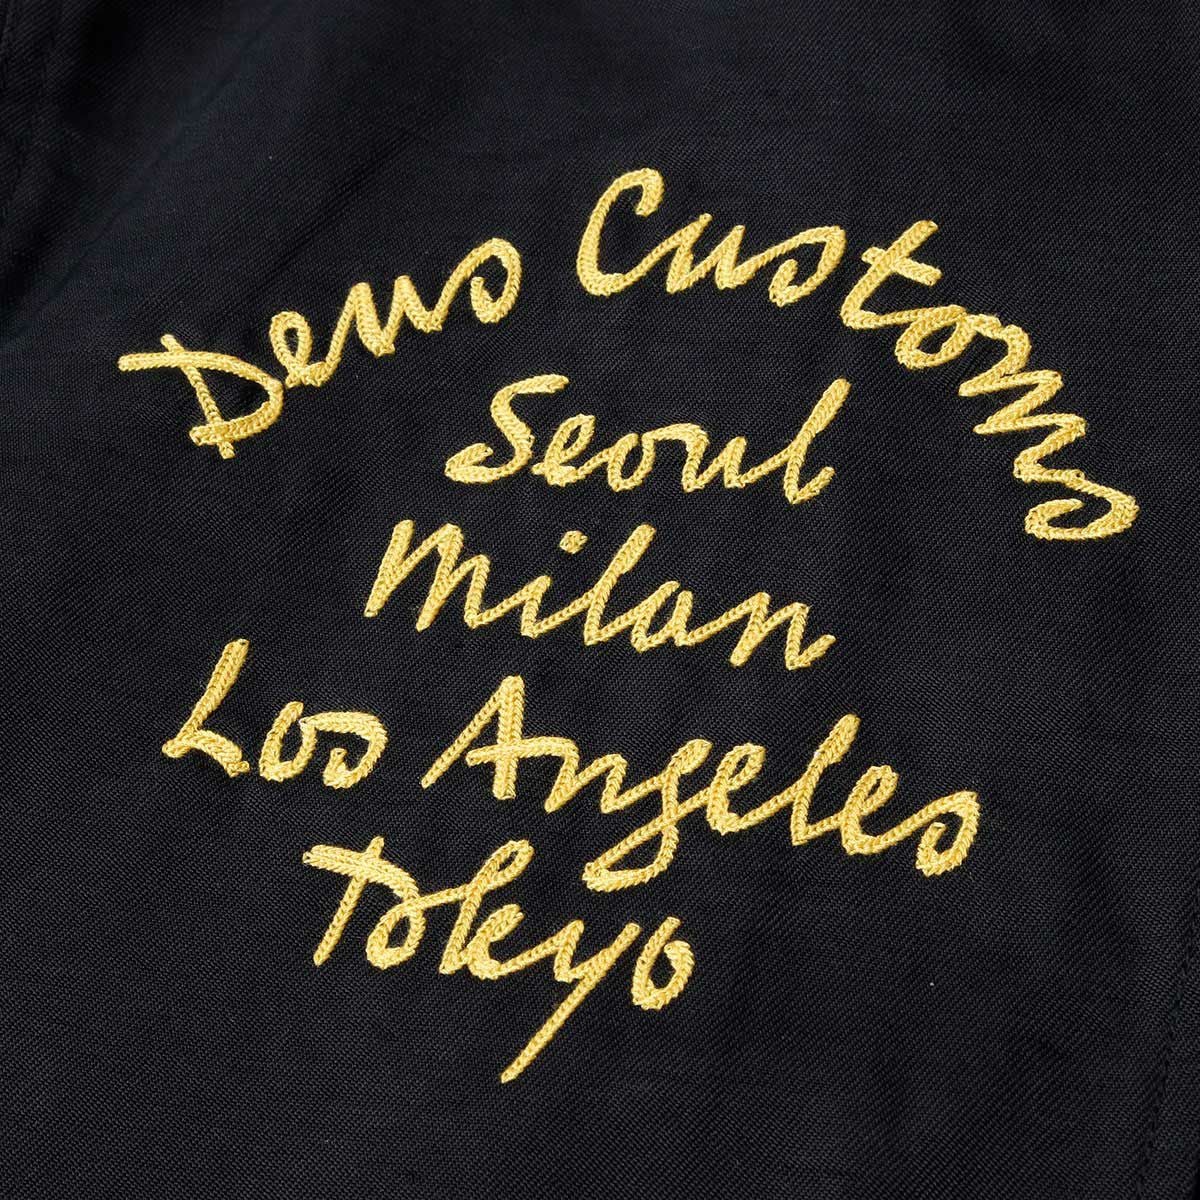 Deus Customs
Seoul
Milan
Los Angeles
Tokyo